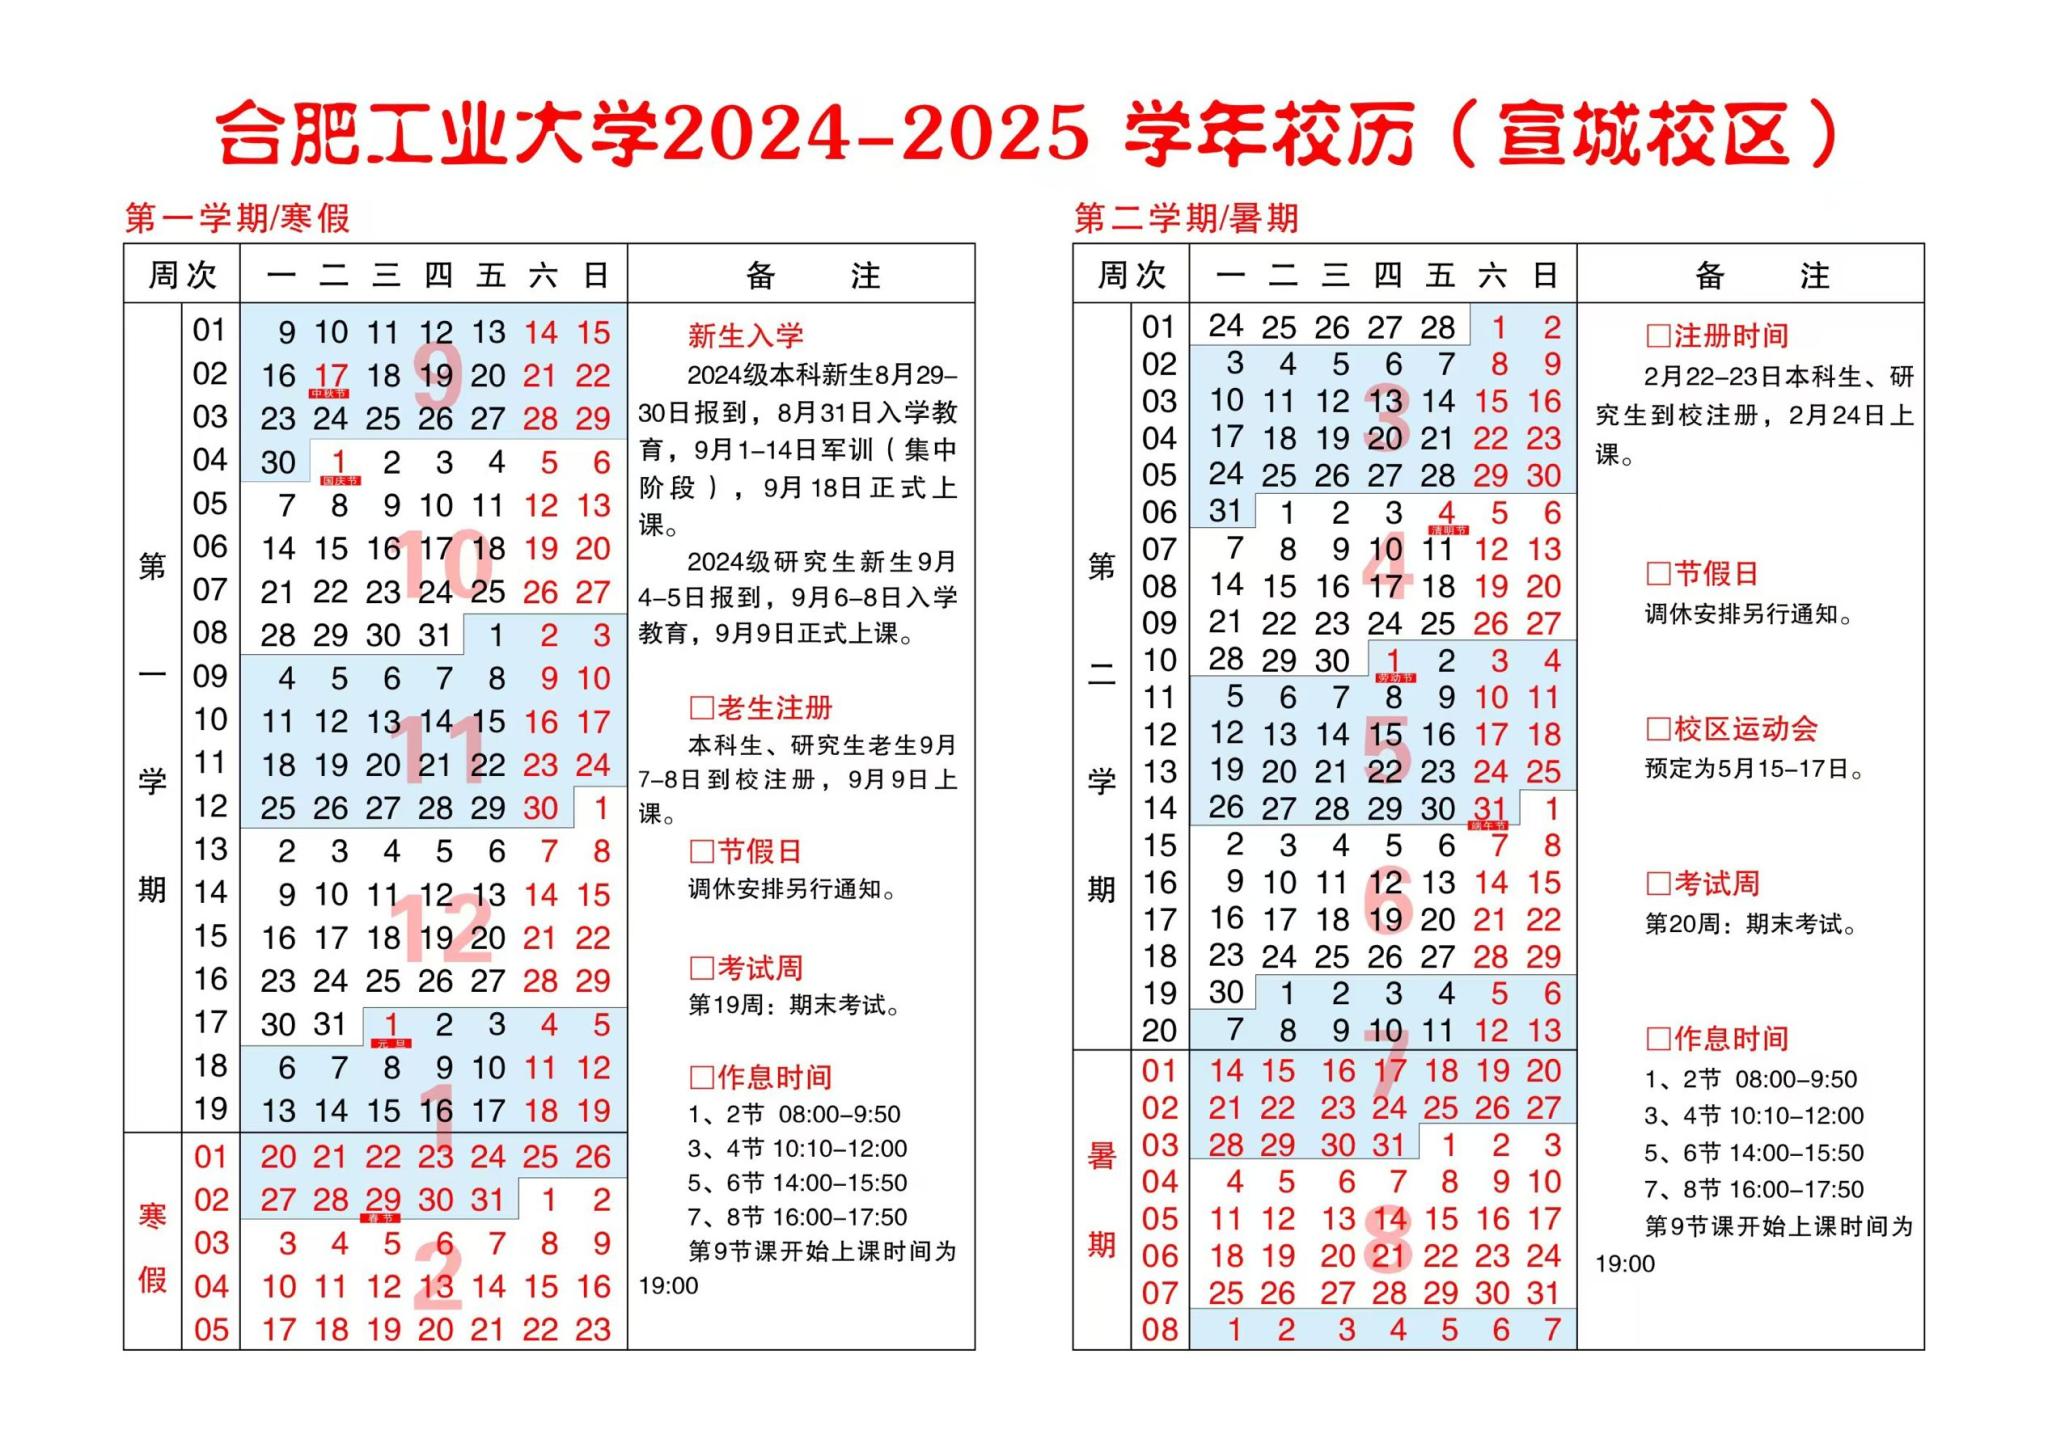 合肥工业大学2024-2025 学年校历（宣城校区）
第一学期/寒假
周次 一 二 三 四 五 六 日 备 注
第一学期
01 9 10 11 12 13 14 15
02 16 17 18 19 20 21 22
中秋节
03 23 24 25 26 27 28 29
9
04 30 1 2 3 4 5 6
国庆节
05 7 8 9 10 11 12 13
06 14 15 16 17 18 19 20
10
07 21 22 23 24 25 26 27
08 28 29 30 31 1 2 3
09 4 5 6 7 8 9 10
10 11 12 13 14 15 16 17
11
11 18 19 20 21 22 23 24
12 25 26 27 28 29 30 1
13 2 3 4 5 6 7 8
14 9 10 11 12 13 14 15
12
15 16 17 18 19 20 21 22
16 23 24 25 26 27 28 29
17 30 31 1 2 3 4 5
元旦
18 6 7 8 9 10 11 12
19 13 14 15 16 17 18 19
1
寒假
01 20 21 22 23 24 25 26
02 27 28 29 30 31 1 2
春节
03 3 4 5 6 7 8 9
2
04 10 11 12 13 14 15 16
05 17 18 19 20 21 22 23
新生入学
2024级本科新生8月29-
30日报到，8月31日入学教
育，9月1-14日军训（集中
阶段），9月18日正式上
课。
2024级研究生新生9月
4-5日报到，9月6-8日入学
教育，9月9日正式上课。
□老生注册
本科生、研究生老生9月
7-8日到校注册，9月9日上
课。
□节假日
调休安排另行通知。
□考试周
第19周：期末考试。
□作息时间
1、2节 08:00-9:50
3、4节 10:10-12:00
5、6节 14:00-15:50
7、8节 16:00-17:50
第9节课开始上课时间为
19:00
第二学期/暑期
周次 一 二 三 四 五 六 日 备 注
第二学期
01 24 25 26 27 28 1 2
02 3 4 5 6 7 8 9
03 10 11 12 13 14 15 16
3
04 17 18 19 20 21 22 23
05 24 25 26 27 28 29 30
06 31 1 2 3 4 5 6
清明节
07 7 8 9 10 11 12 13
4
08 14 15 16 17 18 19 20
09 21 22 23 24 25 26 27
10 28 29 30 1 2 3 4
劳动节
11 5 6 7 8 9 10 11
12 12 13 14 15 16 17 18
5
13 19 20 21 22 23 24 25
14 26 27 28 29 30 31 1
端午节
15 2 3 4 5 6 7 8
16 9 10 11 12 13 14 15
6
17 16 17 18 19 20 21 22
18 23 24 25 26 27 28 29
19 30 1 2 3 4 5 6
20 7 8 9 10 11 12 13
7
暑期
01 14 15 16 17 18 19 20
02 21 22 23 24 25 26 27
03 28 29 30 31 1 2 3
04 4 5 6 7 8 9 10
05 11 12 13 14 15 16 17
8
06 18 19 20 21 22 23 24
07 25 26 27 28 29 30 31
08 1 2 3 4 5 6 7
□注册时间
2月22-23日本科生、研
究生到校注册，2月24日上
课。
□节假日
调休安排另行通知。
□校区运动会
预定为5月15-17日。
□考试周
第20周：期末考试。
□作息时间
1、2节 08:00-9:50
3、4节 10:10-12:00
5、6节 14:00-15:50
7、8节 16:00-17:50
第9节课开始上课时间为
19:00